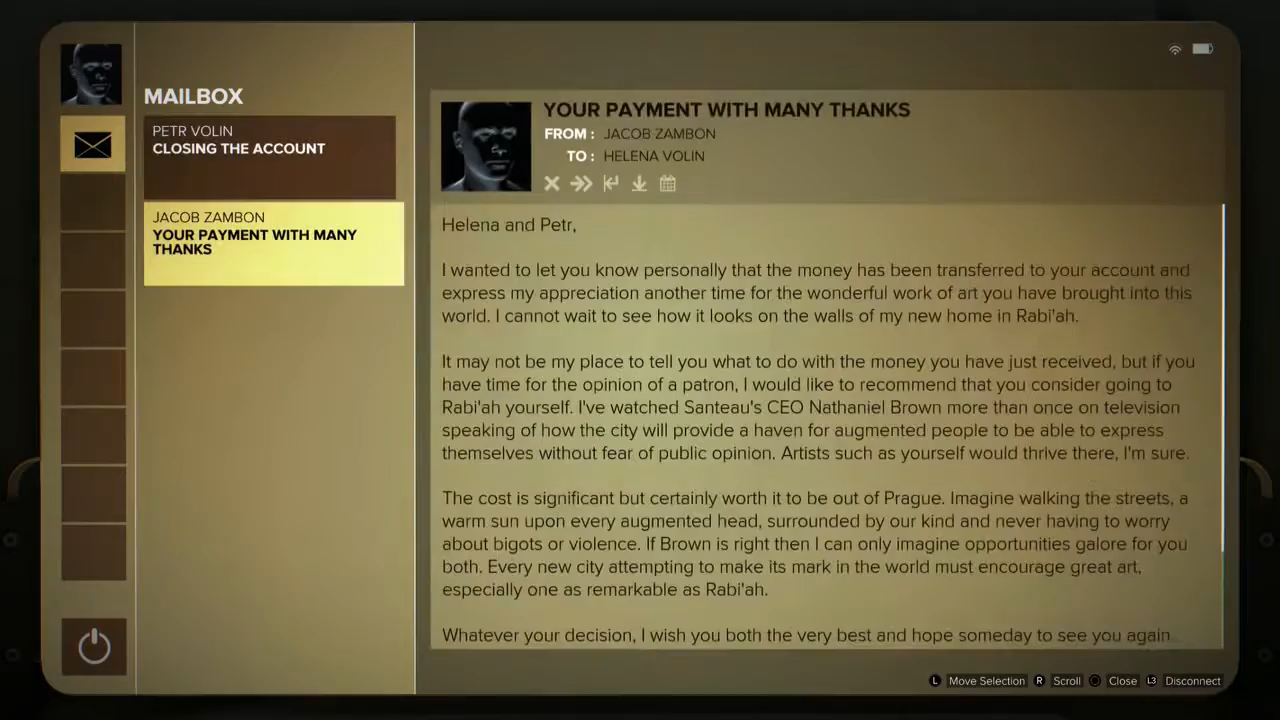 MAILBOX
PETR VOLIN
CLOSING THE ACCOUNT
JACOB ZAMBON
YOUR PAYMENT WITH MANY
THANKS
YOUR PAYMENT WITH MANY THANKS
FROM : JACOB ZAMBON
TO : HELENA VOLIN
Helena and Petr,
I wanted to let you know personally that the money has been transferred to your account and
express my appreciation another time for the wonderful work of art you have brought into this
world. I cannot wait to see how it looks on the walls of my new home in Rabi'ah.
It may not be my place to tell you what to do with the money you have just received, but if you
have time for the opinion of a patron, I would like to recommend that you consider going to
Rabi'ah yourself. I've watched Santeau's CEO Nathaniel Brown more than once on television
speaking of how the city will provide a haven for augmented people to be able to express
themselves without fear of public opinion. Artists such as yourself would thrive there, I'm sure.
The cost is significant but certainly worth it to be out of Prague. Imagine walking the streets, a
warm sun upon every augmented head, surrounded by our kind and never having to worry
about bigots or violence. If Brown is right then I can only imagine opportunities galore for you
both. Every new city attempting to make its mark in the world must encourage great art,
especially one as remarkable as Rabi'ah.
Whatever your decision, I wish you both the very best and hope someday to see you again
L Move Selection R Scroll Close L3 Disconnect